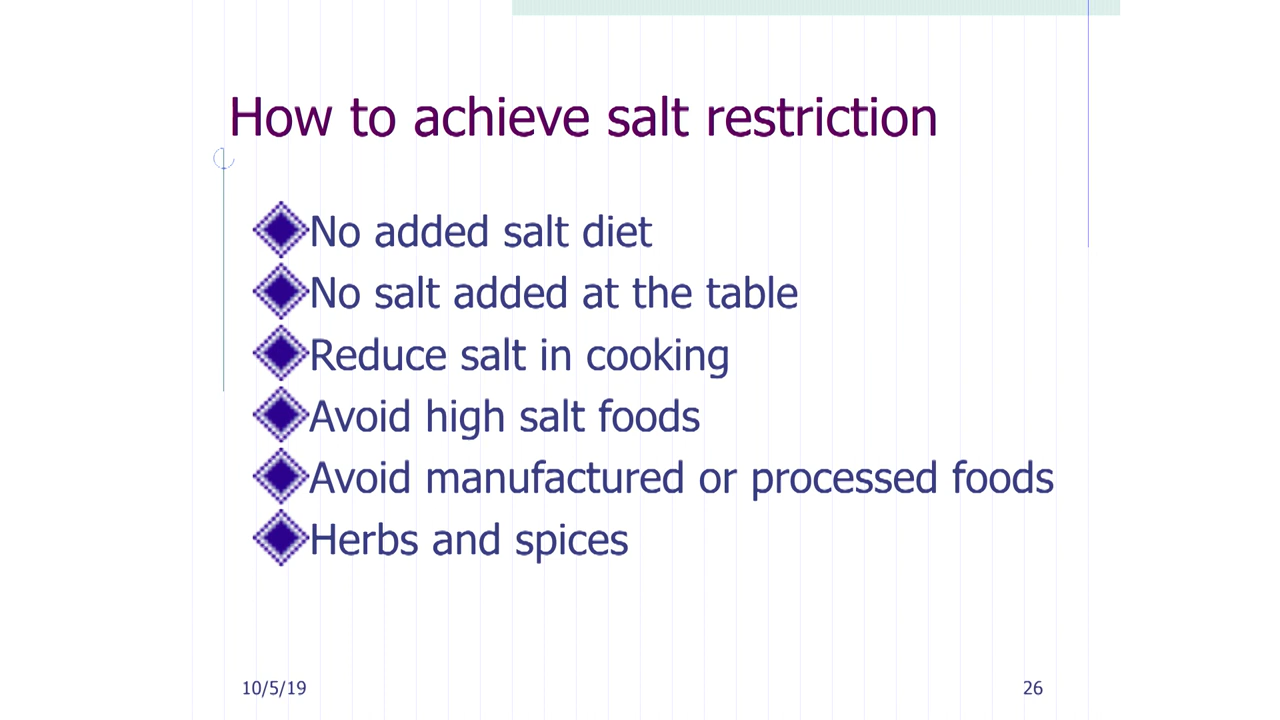 How to achieve salt restriction
No added salt diet
No salt added at the table
Reduce salt in cooking
Avoid high salt foods
Avoid manufactured or processed foods
Herbs and spices
10/5/19
26